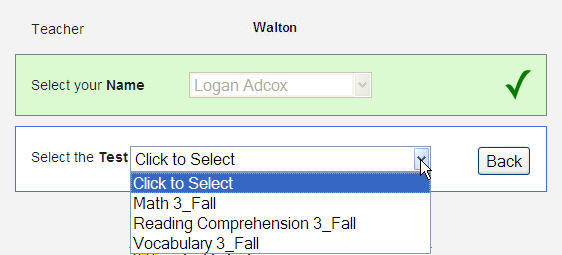 Teacher Walton
Select your Name Logan Adcox
Select the Test Click to Select Back
Click to Select
Math 3_Fall
Reading Comprehension 3_Fall
Vocabulary 3_Fall